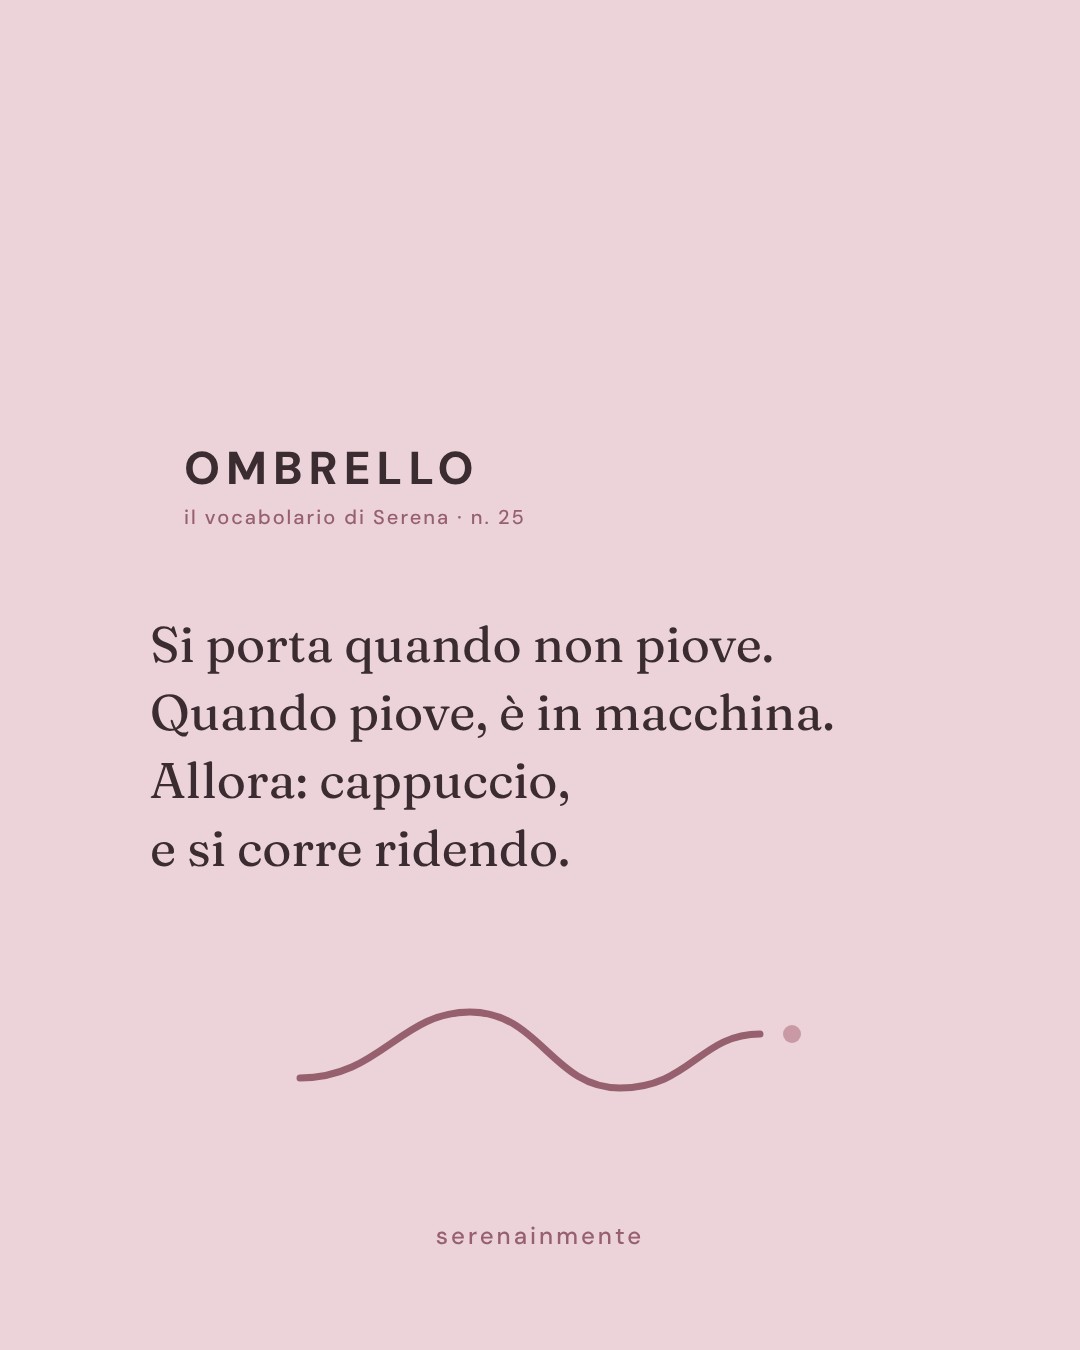 OMBRELLO
il vocabolario di Serena · n. 25
Si porta quando non piove.
Quando piove, è in macchina.
Allora: cappuccio,
e si corre ridendo.
serenainmente